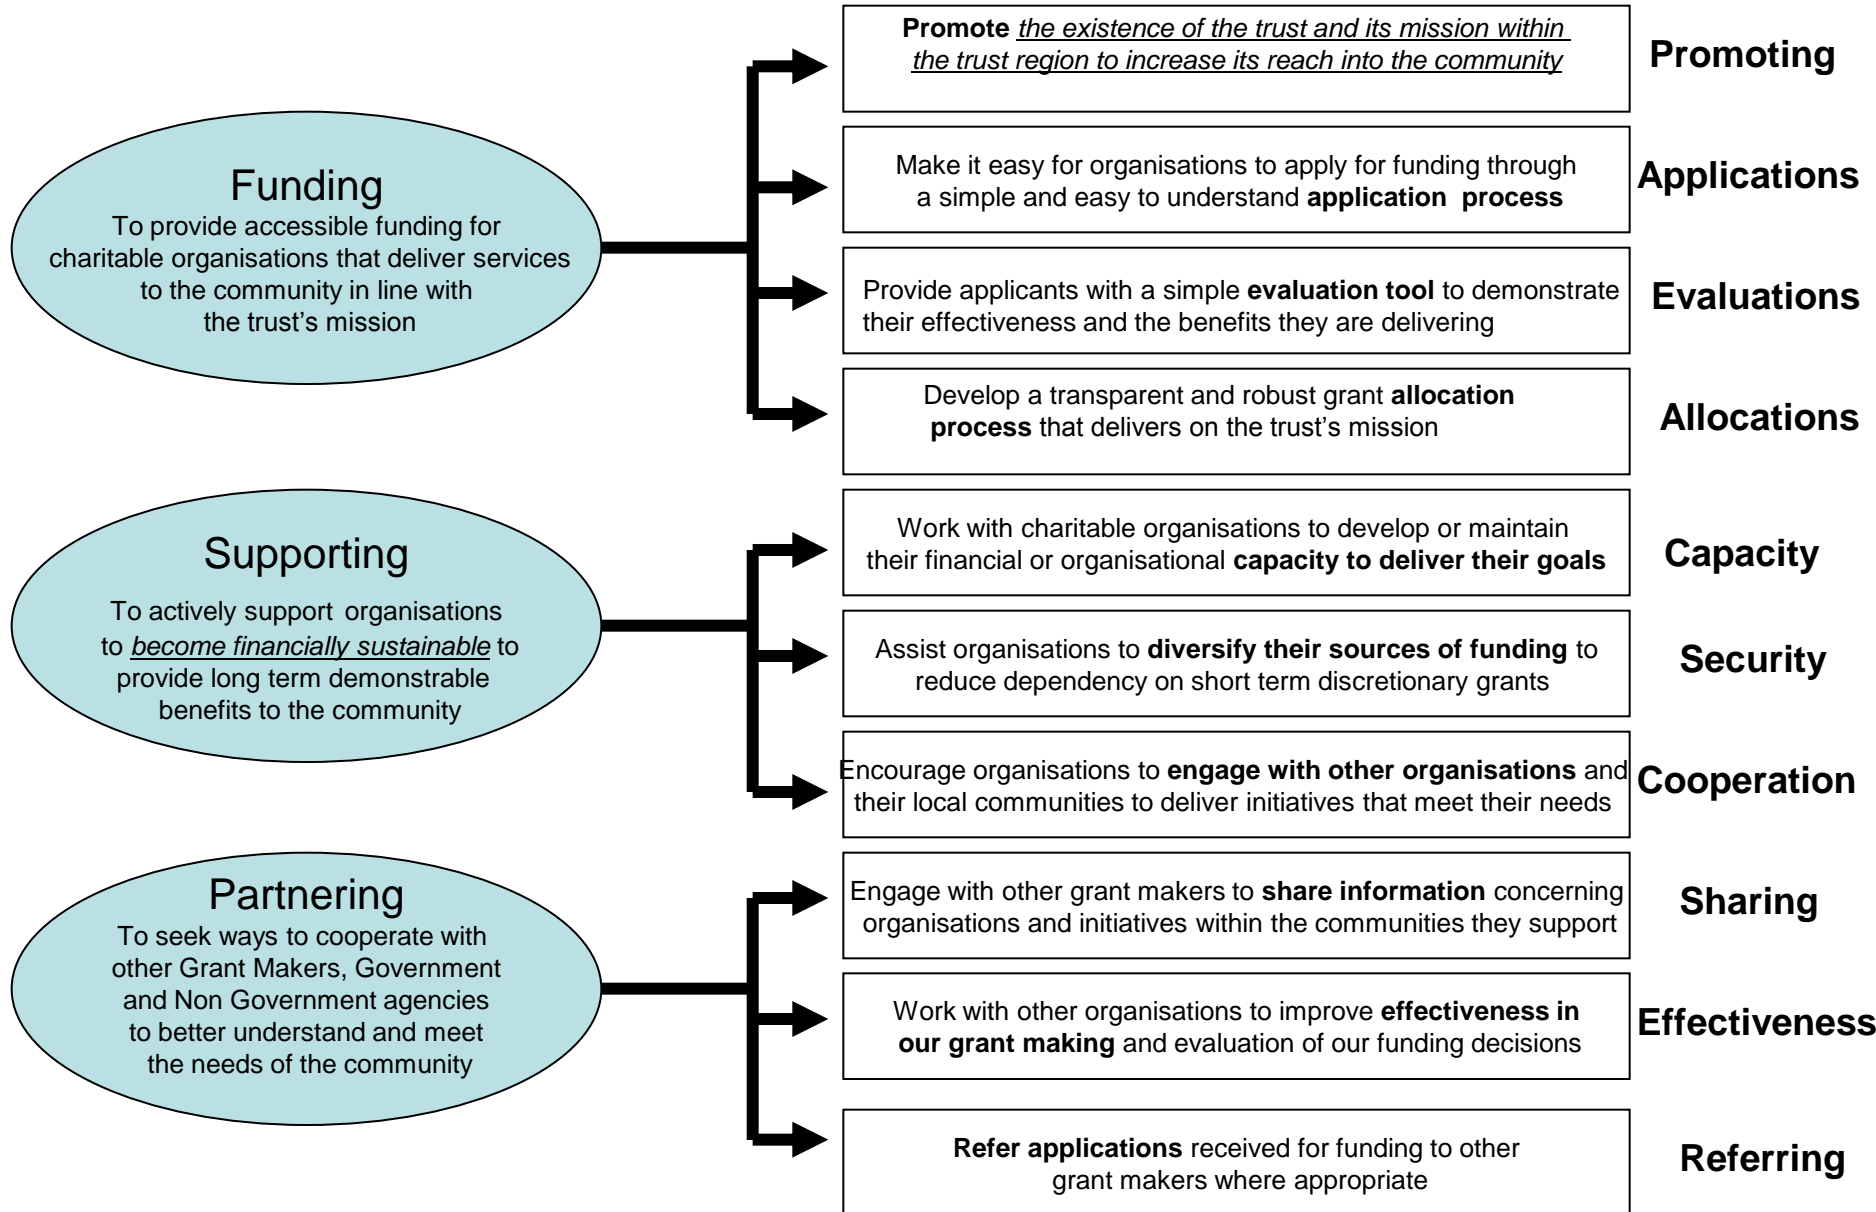 Funding
To provide accessible funding for
charitable organisations that deliver services
to the community in line with
the trust’s mission
Promote the existence of the trust and its mission within
the trust region to increase its reach into the community
Promoting
Make it easy for organisations to apply for funding through
a simple and easy to understand application process
Applications
Provide applicants with a simple evaluation tool to demonstrate
their effectiveness and the benefits they are delivering
Evaluations
Develop a transparent and robust grant allocation
process that delivers on the trust’s mission
Allocations
Supporting
To actively support organisations
to become financially sustainable to
provide long term demonstrable
benefits to the community
Work with charitable organisations to develop or maintain
their financial or organisational capacity to deliver their goals
Capacity
Assist organisations to diversify their sources of funding to
reduce dependency on short term discretionary grants
Security
Encourage organisations to engage with other organisations and
their local communities to deliver initiatives that meet their needs
Cooperation
Partnering
To seek ways to cooperate with
other Grant Makers, Government
and Non Government agencies
to better understand and meet
the needs of the community
Engage with other grant makers to share information concerning
organisations and initiatives within the communities they support
Sharing
Work with other organisations to improve effectiveness in
our grant making and evaluation of our funding decisions
Effectiveness
Refer applications received for funding to other
grant makers where appropriate
Referring